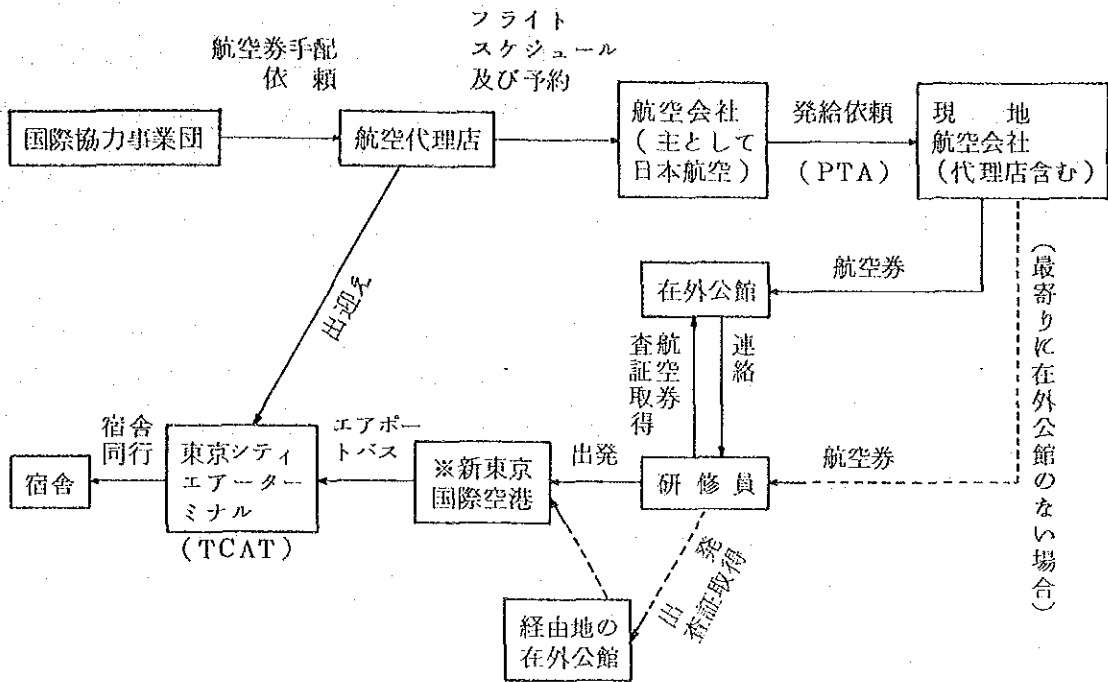 航空券手配
依頼
フライト
スケジュール
及び予約
国際協力事業団
航空代理店
航空会社
(主として
日本航空)
発給依頼
(PTA)
現地
航空会社
(代理店含む)
出迎え
在外公館
航空券
(最寄りに在外公館のない場合)
航空券
査証取得
連絡
宿舎
同行
エアポー
トバス
出発
航空券
宿舎
東京シティ
エアーター
ミナル
(TCAT)
※新東京
国際空港
研修員
出発
査証取得
経由地の
在外公館